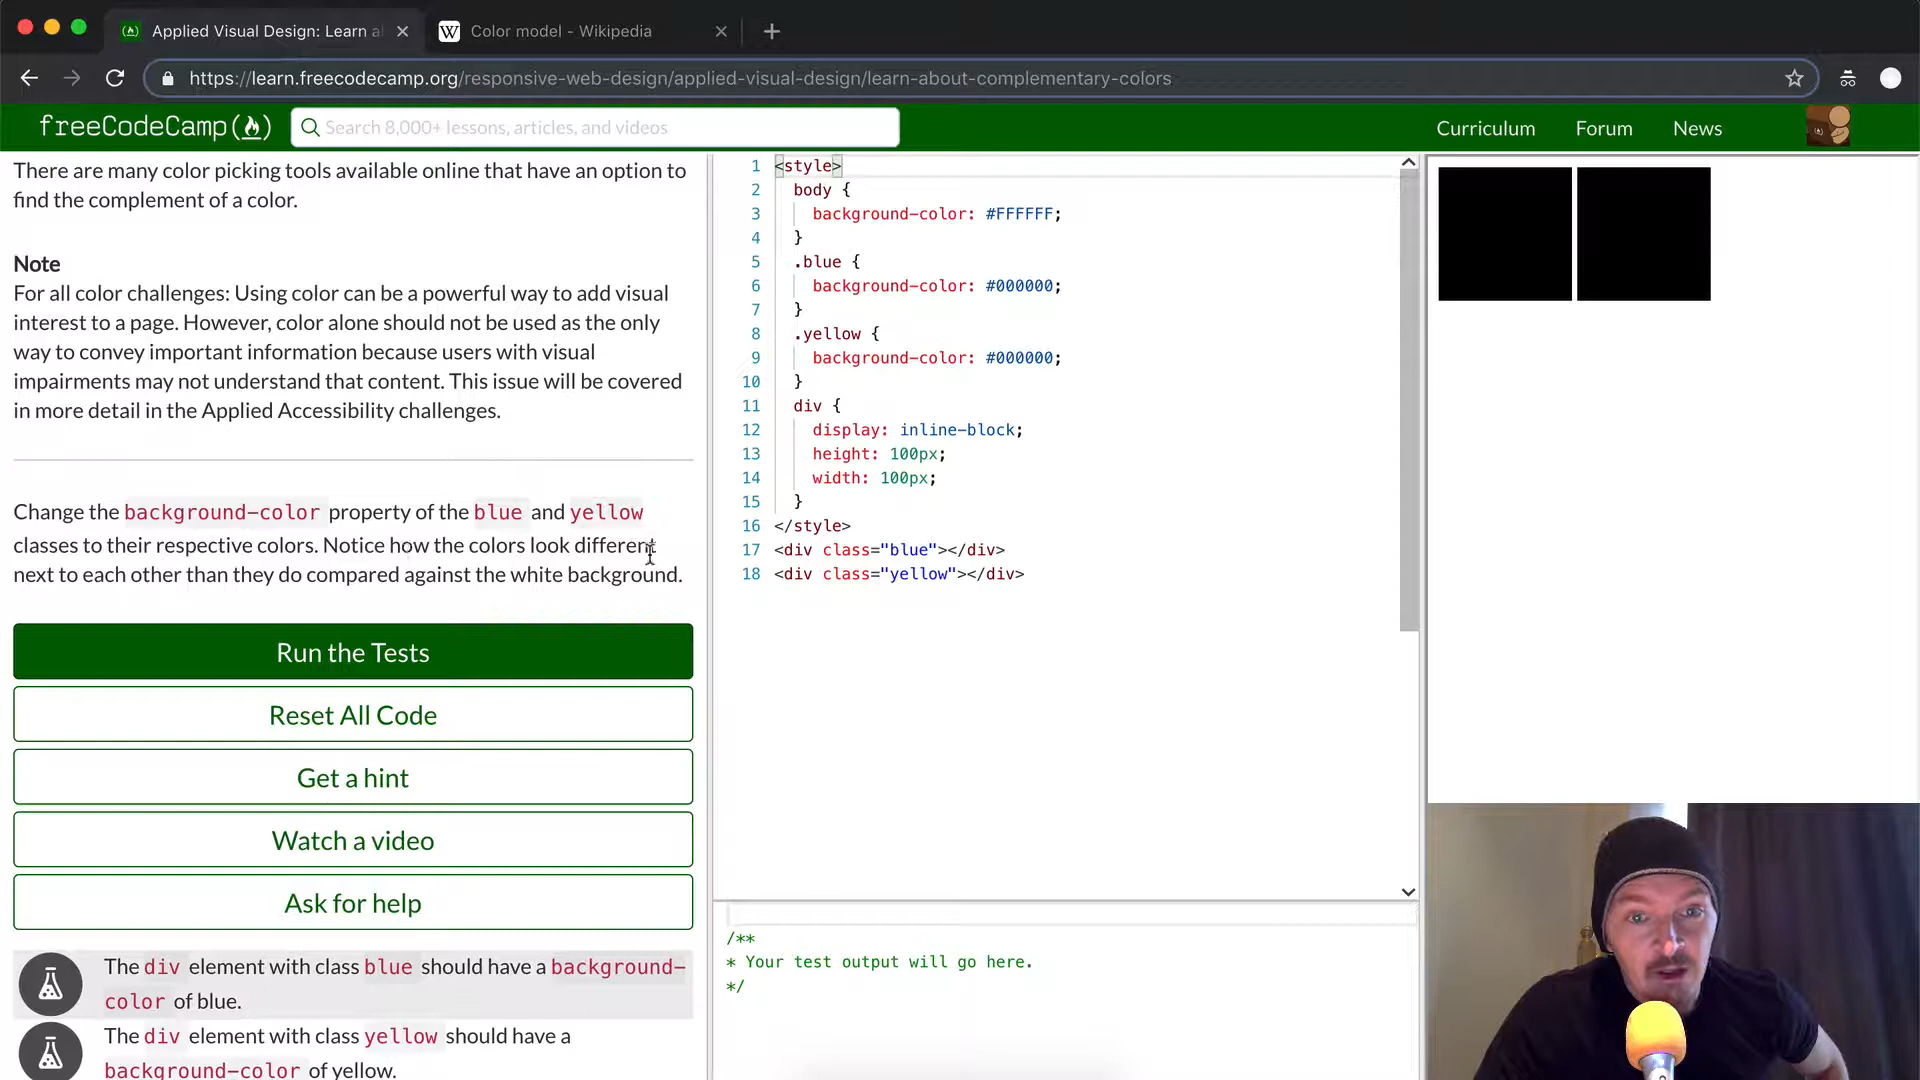 Applied Visual Design: Learn a
Color model - Wikipedia
https://learn.freecodecamp.org/responsive-web-design/applied-visual-design/learn-about-complementary-colors
freeCodeCamp
Search 8,000+ lessons, articles, and videos
Curriculum
Forum
News
There are many color picking tools available online that have an option to
find the complement of a color.
Note
For all color challenges: Using color can be a powerful way to add visual
interest to a page. However, color alone should not be used as the only
way to convey important information because users with visual
impairments may not understand that content. This issue will be covered
in more detail in the Applied Accessibility challenges.
Change the background-color property of the blue and yellow
classes to their respective colors. Notice how the colors look different
next to each other than they do compared against the white background.
Run the Tests
Reset All Code
Get a hint
Watch a video
Ask for help
The div element with class blue should have a background-
color of blue.
The div element with class yellow should have a
background-color of yellow.
1 <style>
2 body {
3 background-color: #FFFFFF;
4 }
5 .blue {
6 background-color: #000000;
7 }
8 .yellow {
9 background-color: #000000;
10 }
11 div {
12 display: inline-block;
13 height: 100px;
14 width: 100px;
15 }
16 </style>
17 <div class="blue"></div>
18 <div class="yellow"></div>
/**
* Your test output will go here.
*/